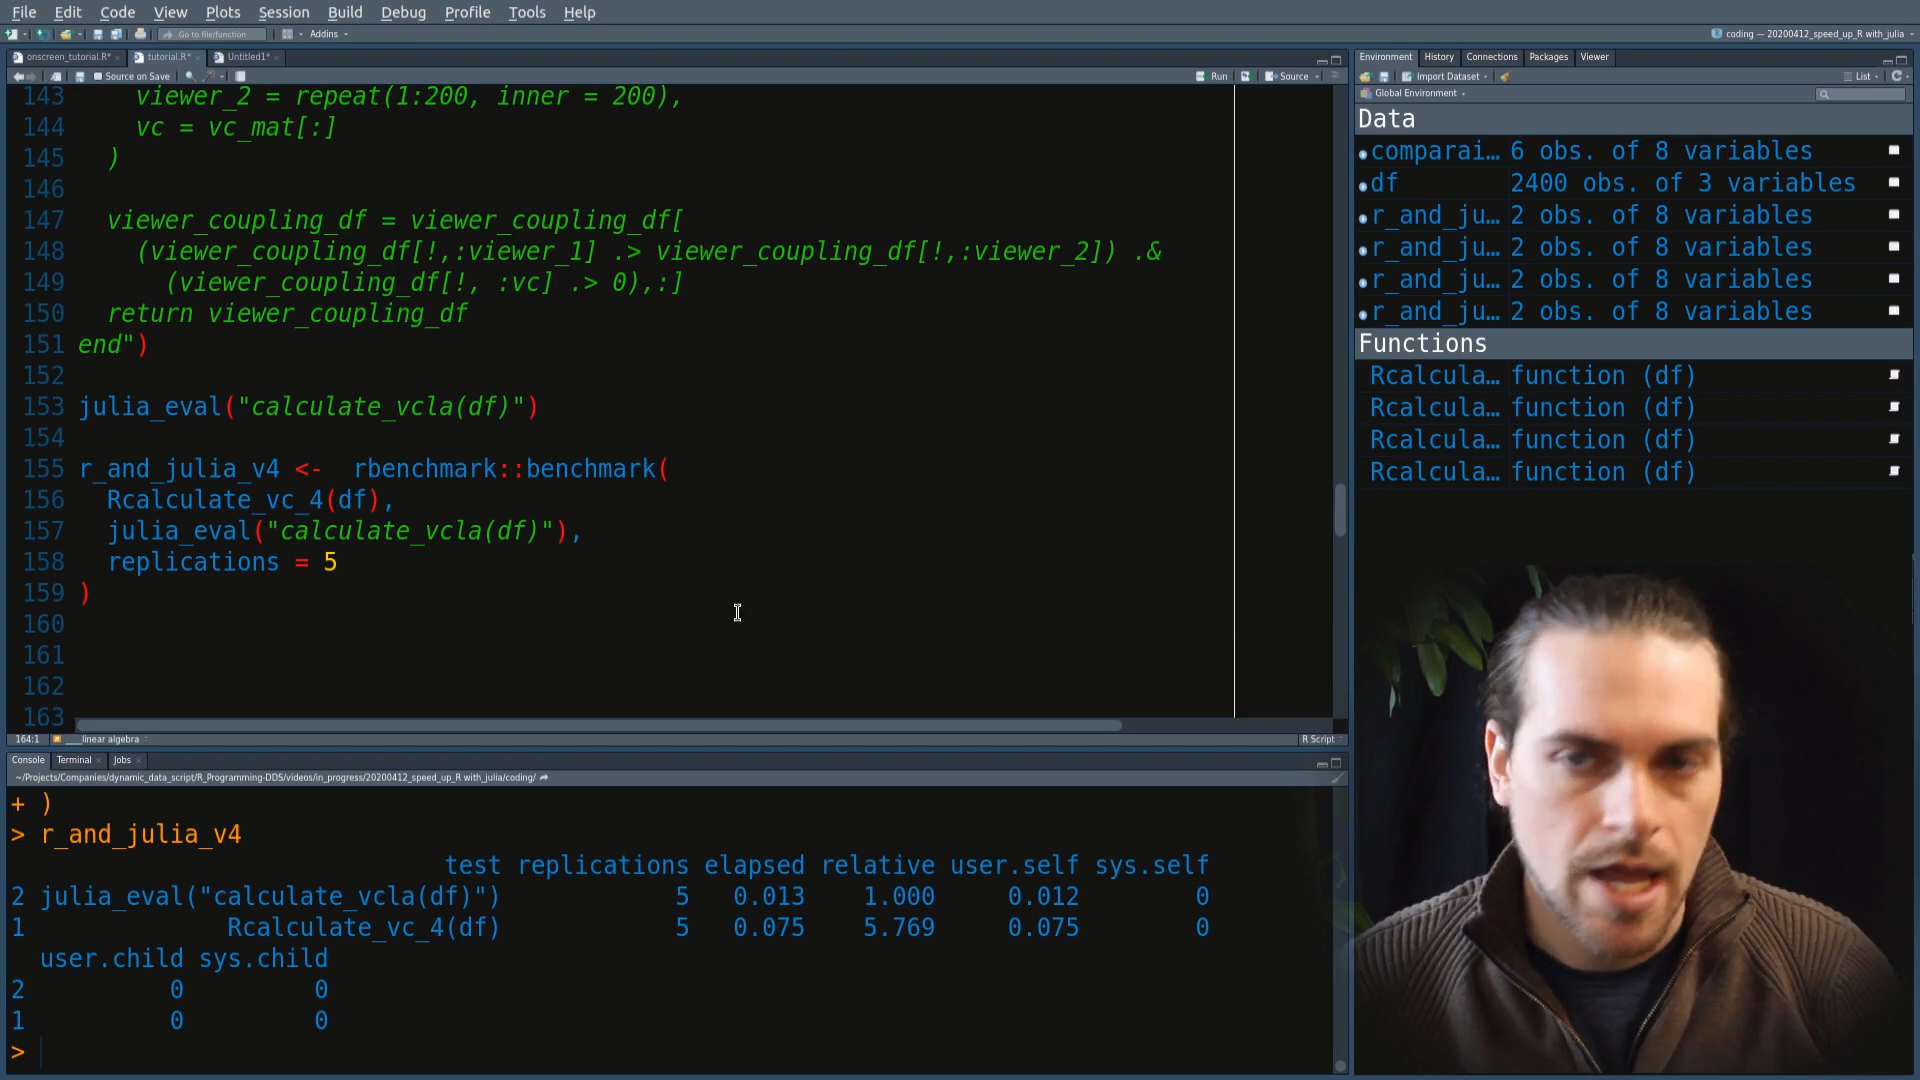 File Edit Code View Plots Session Build Debug Profile Tools Help
Go to file/function Addins
coding — 20200412_speed_up_R with_julia
onscreen_tutorial.R* tutorial.R* Untitled1*
Source on Save Run Source
143 viewer_2 = repeat(1:200, inner = 200),
144 vc = vc_mat[:]
145 )
146
147 viewer_coupling_df = viewer_coupling_df[
148 (viewer_coupling_df[!,:viewer_1] .> viewer_coupling_df[!,:viewer_2]) .&
149 (viewer_coupling_df[!, :vc] .> 0),:]
150 return viewer_coupling_df
151 end")
152
153 julia_eval("calculate_vcla(df)")
154
155 r_and_julia_v4 <-  rbenchmark::benchmark(
156 Rcalculate_vc_4(df),
157 julia_eval("calculate_vcla(df)"),
158 replications = 5
159 )
160
161
162
163
164:1 ___linear algebra R Script
Console Terminal Jobs
~/Projects/Companies/dynamic_data_script/R_Programming-DDS/videos/in_progress/20200412_speed_up_R with_julia/coding/
+ )
> r_and_julia_v4
test replications elapsed relative user.self sys.self
2 julia_eval("calculate_vcla(df)") 5 0.013 1.000 0.012 0
1 Rcalculate_vc_4(df) 5 0.075 5.769 0.075 0
user.child sys.child
2 0 0
1 0 0
>
Environment History Connections Packages Viewer
Import Dataset List
Global Environment
Data
comparai… 6 obs. of 8 variables
df 2400 obs. of 3 variables
r_and_ju… 2 obs. of 8 variables
r_and_ju… 2 obs. of 8 variables
r_and_ju… 2 obs. of 8 variables
r_and_ju… 2 obs. of 8 variables
Functions
Rcalcula… function (df)
Rcalcula… function (df)
Rcalcula… function (df)
Rcalcula… function (df)